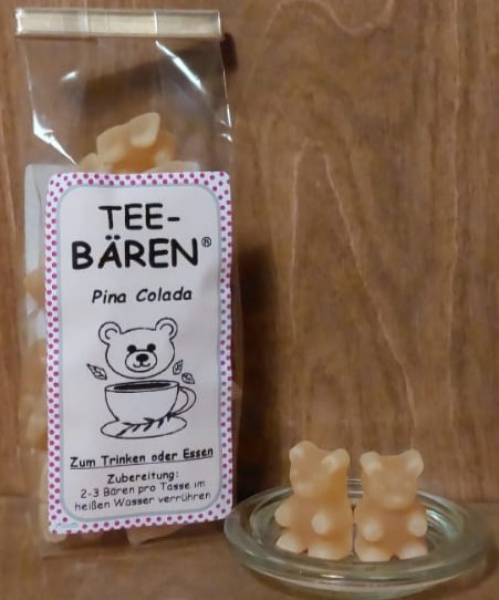 TEE-
BÄREN®
Pina Colada
Zum Trinken oder Essen
Zubereitung:
2-3 Bären pro Tasse im
heißen Wasser verrühren